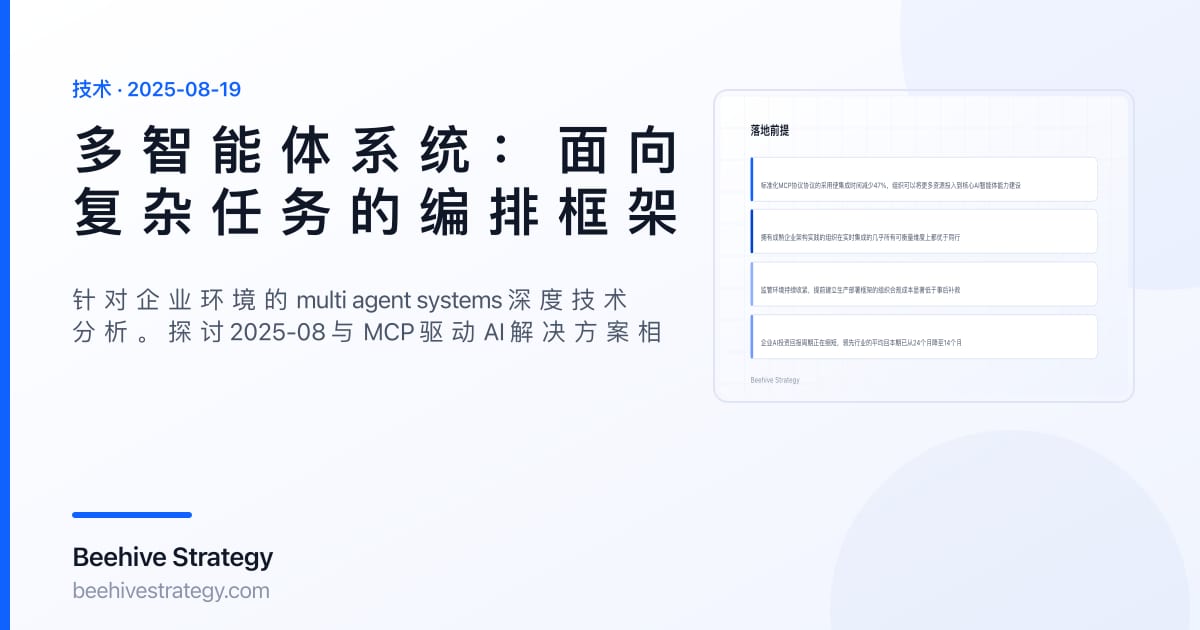 技术 · 2025-08-19
多智能体系统：面向
复杂任务的编排框架
针对企业环境的 multi agent systems 深度技术
分析。探讨 2025-08 与 MCP 驱动 AI 解决方案相
落地前提
标准化MCP协议协议的采用使集成时间减少47%，组织可以将更多资源投入到核心AI智能体能力建设
拥有成熟企业架构实践的组织在实时集成的几乎所有可衡量维度上都优于同行
监管环境持续收紧，提前建立生产部署框架的组织合规成本显著低于事后补救
企业AI投资回报周期正在缩短，领先行业的平均回本期已从24个月降至14个月
Beehive Strategy
Beehive Strategy
beehivestrategy.com